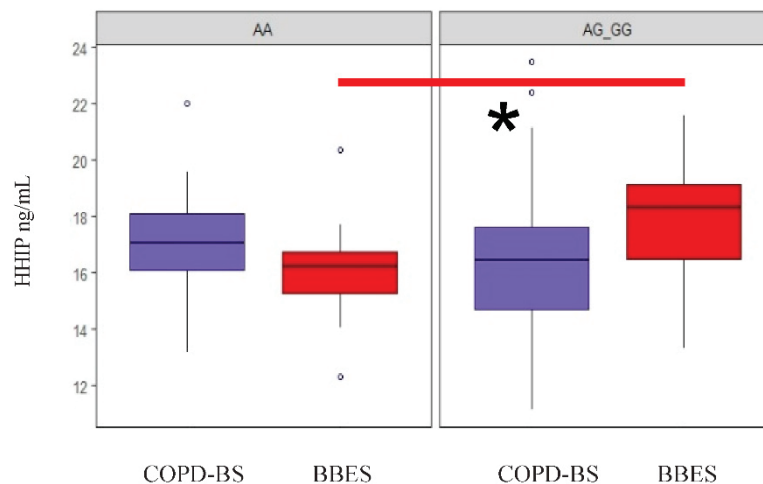 AA
AG_GG
24
22
20
18
16
14
12
HHIP ng/mL
*
COPD-BS
BBES
COPD-BS
BBES